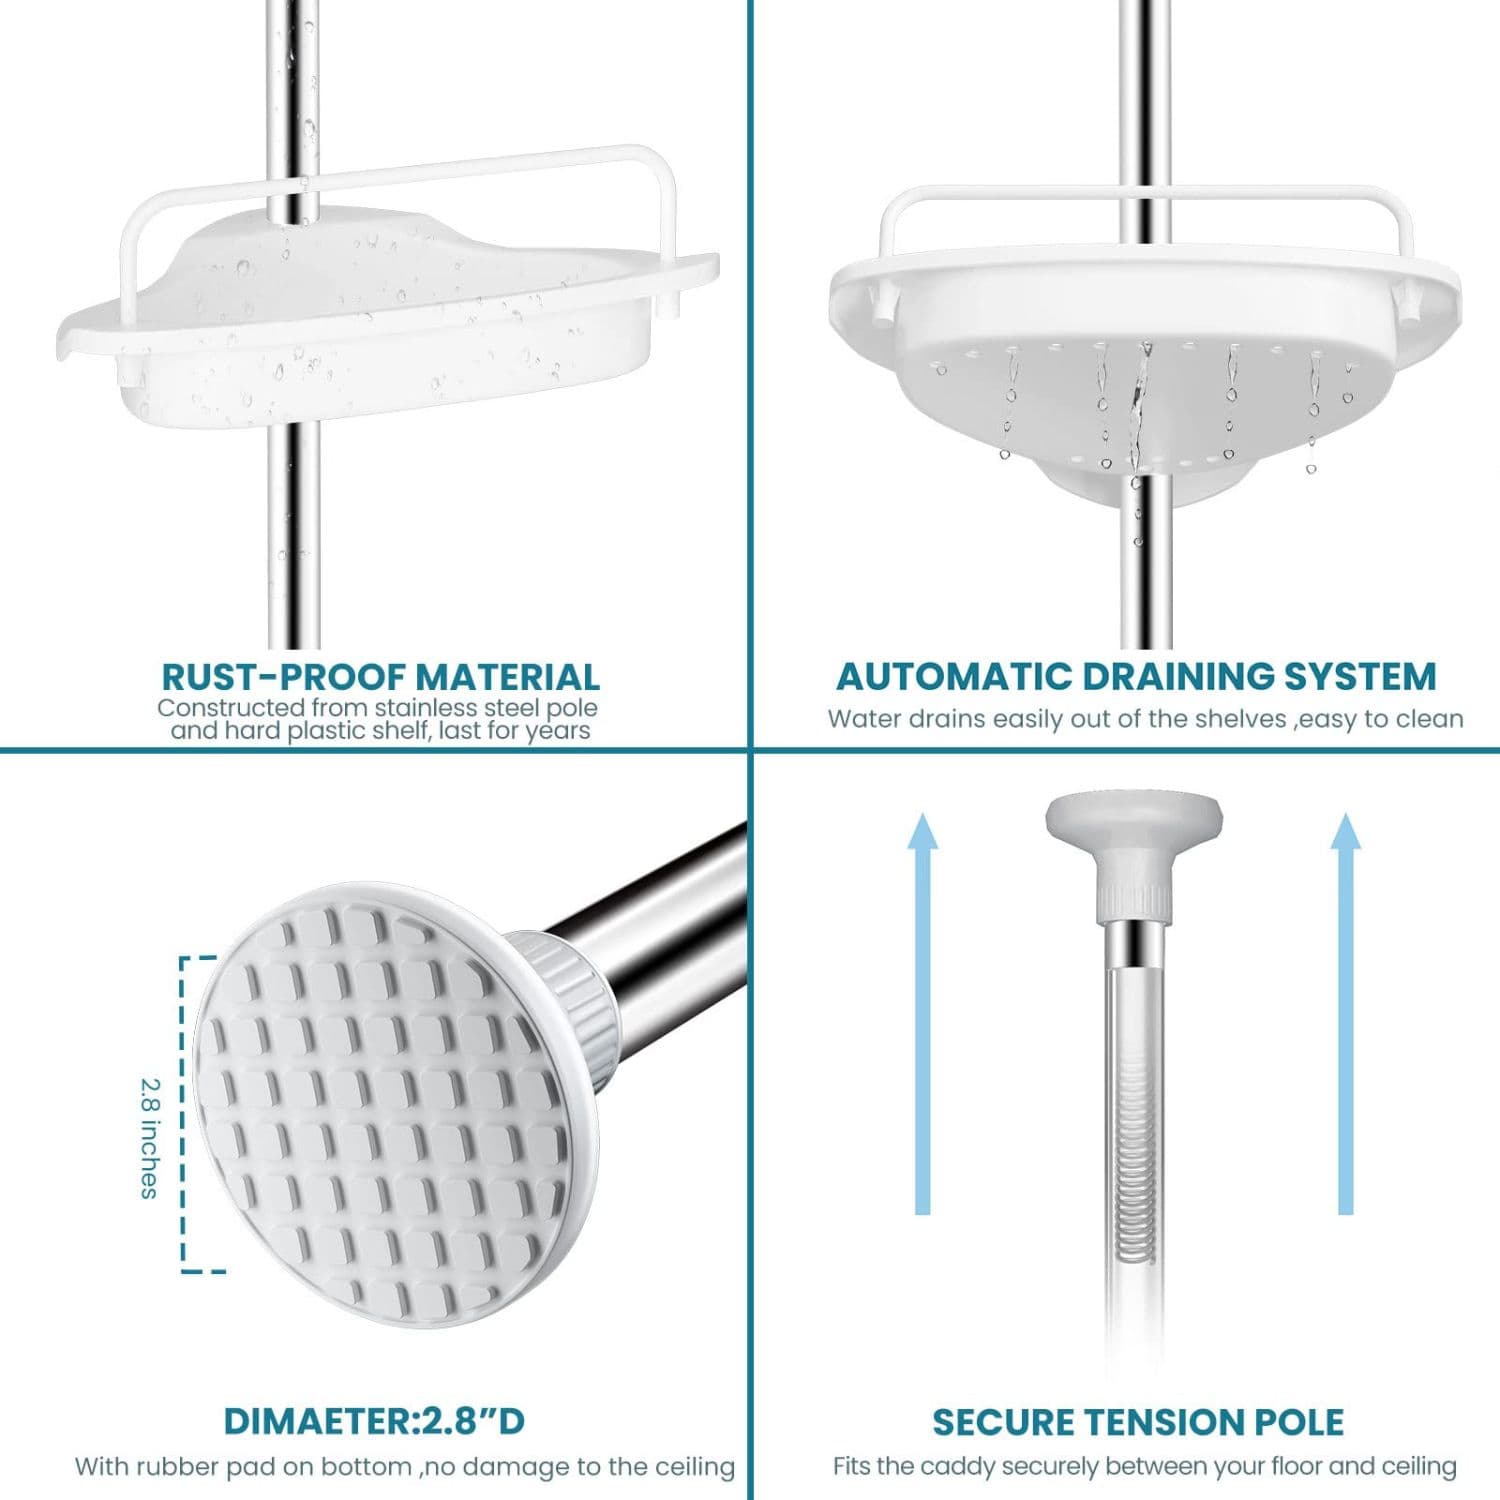 RUST-PROOF MATERIAL
Constructed from stainless steel pole
and hard plastic shelf, last for years
AUTOMATIC DRAINING SYSTEM
Water drains easily out of the shelves ,easy to clean
2.8 inches
DIMAETER:2.8”D
With rubber pad on bottom ,no damage to the ceiling
SECURE TENSION POLE
Fits the caddy securely between your floor and ceiling